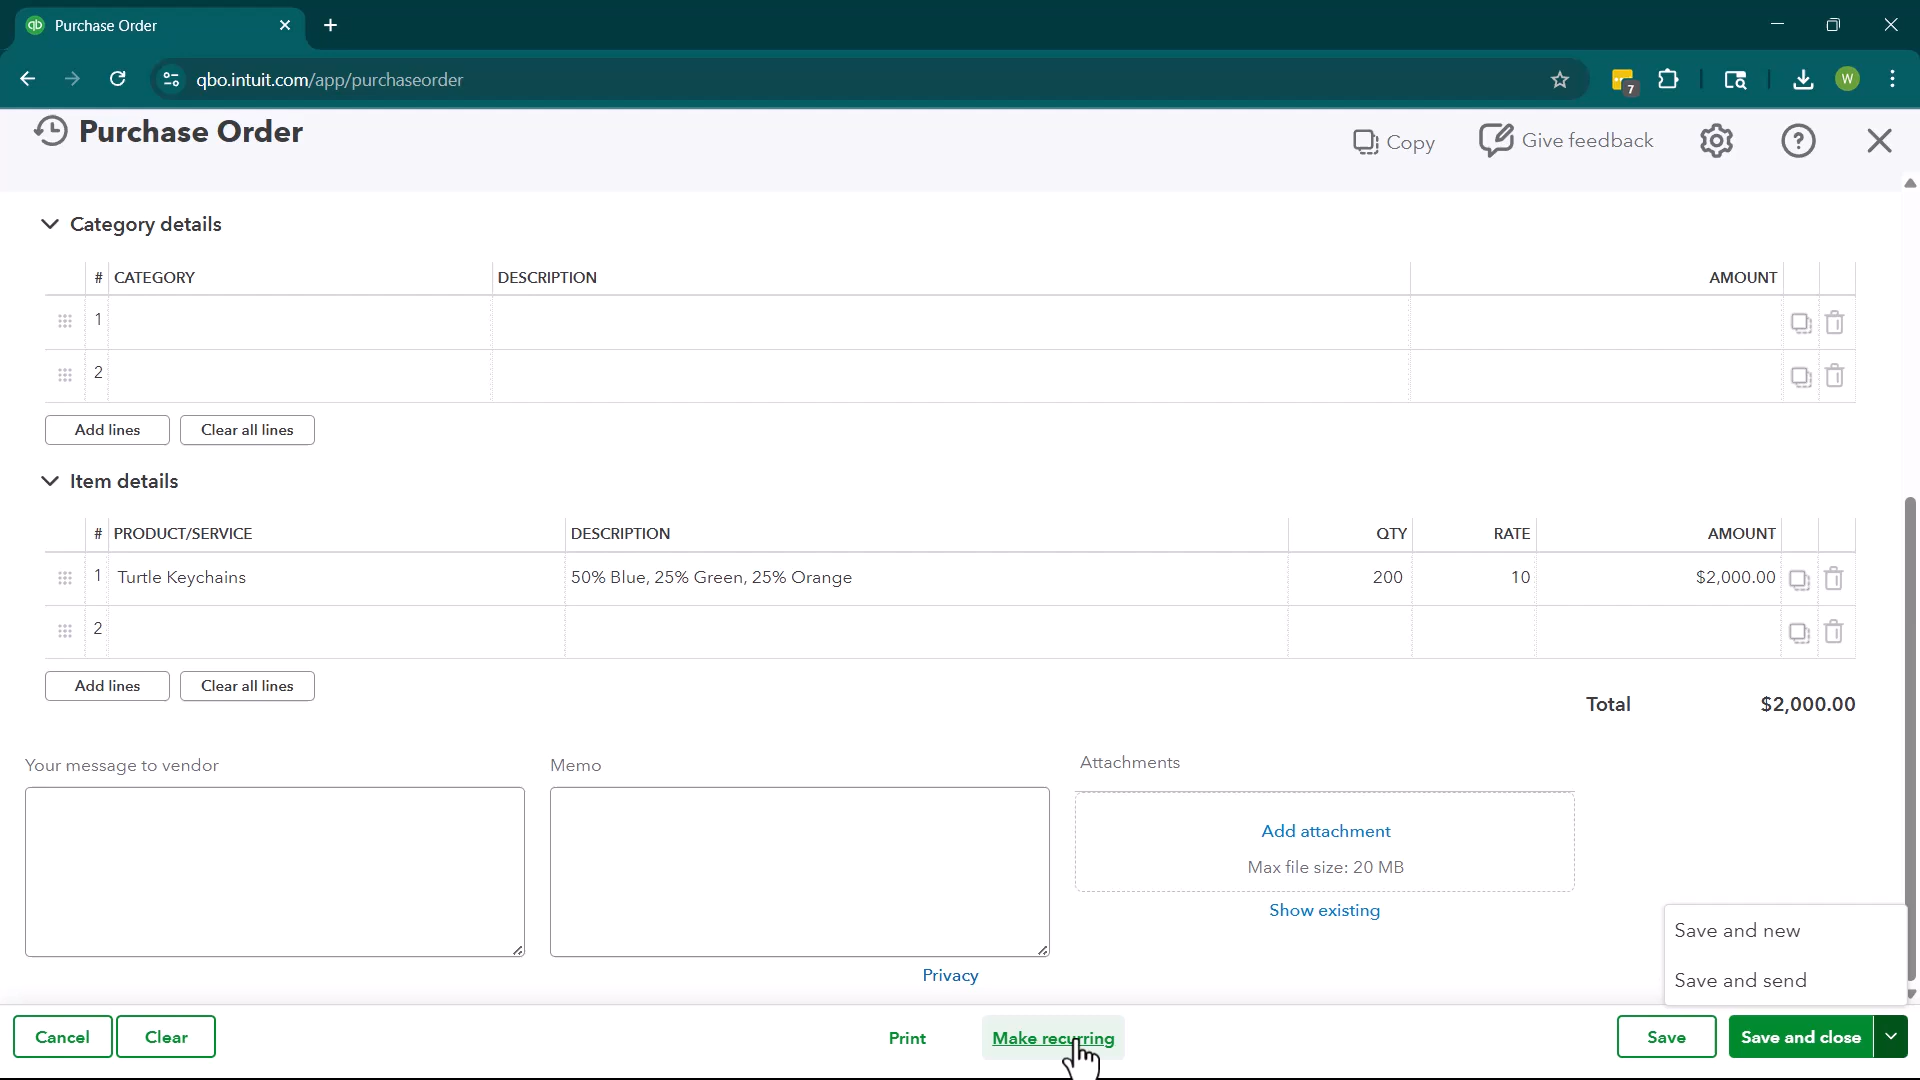 Purchase Order
qbo.intuit.com/app/purchaseorder
7
W
Purchase Order
Copy
Give feedback
Category details
# CATEGORY DESCRIPTION AMOUNT
1
2
Add lines Clear all lines
Item details
# PRODUCT/SERVICE DESCRIPTION QTY RATE AMOUNT
1 Turtle Keychains 50% Blue, 25% Green, 25% Orange 200 10 $2,000.00
2
Add lines Clear all lines
Total $2,000.00
Your message to vendor
Memo
Attachments
Add attachment
Max file size: 20 MB
Show existing
Privacy
Save and new
Save and send
Cancel Clear Print Make recurring Save Save and close